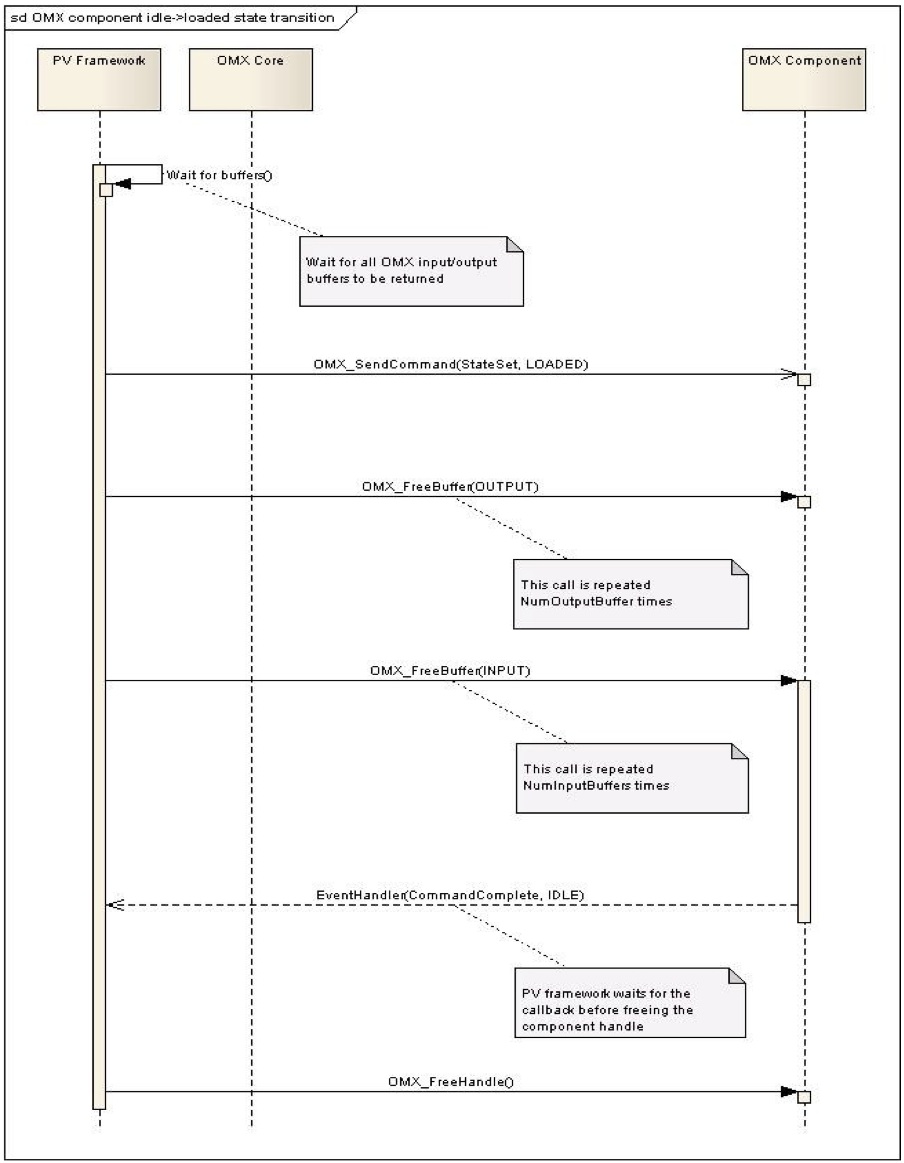 sd OMX component idle->loaded state transition
PV Framework
OMX Core
OMX Component
Wait for buffers()
Wait for all OMX input/output
buffers to be returned
OMX_SendCommand(StateSet, LOADED)
OMX_FreeBuffer(OUTPUT)
This call is repeated
NumOutputBuffer times
OMX_FreeBuffer(INPUT)
This call is repeated
NumInputBuffers times
EventHandler(CommandComplete, IDLE)
PV framework waits for the
callback before freeing the
component handle
OMX_FreeHandle()